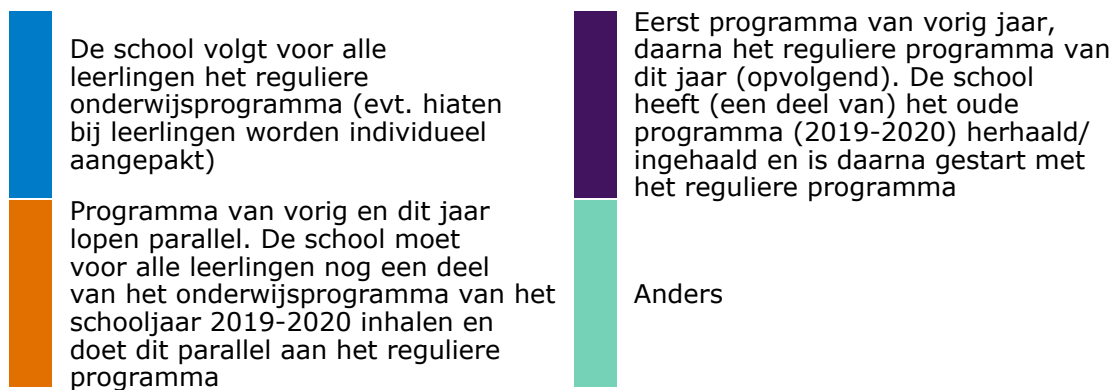 De school volgt voor alle
leerlingen het reguliere
onderwijsprogramma (evt. hiaten
bij leerlingen worden individueel
aangepakt)
Eerst programma van vorig jaar,
daarna het reguliere programma van
dit jaar (opvolgend). De school
heeft (een deel van) het oude
programma (2019-2020) herhaald/
ingehaald en is daarna gestart met
het reguliere programma
Programma van vorig en dit jaar
lopen parallel. De school moet
voor alle leerlingen nog een deel
van het onderwijsprogramma van het
schooljaar 2019-2020 inhalen en
doet dit parallel aan het reguliere
programma
Anders